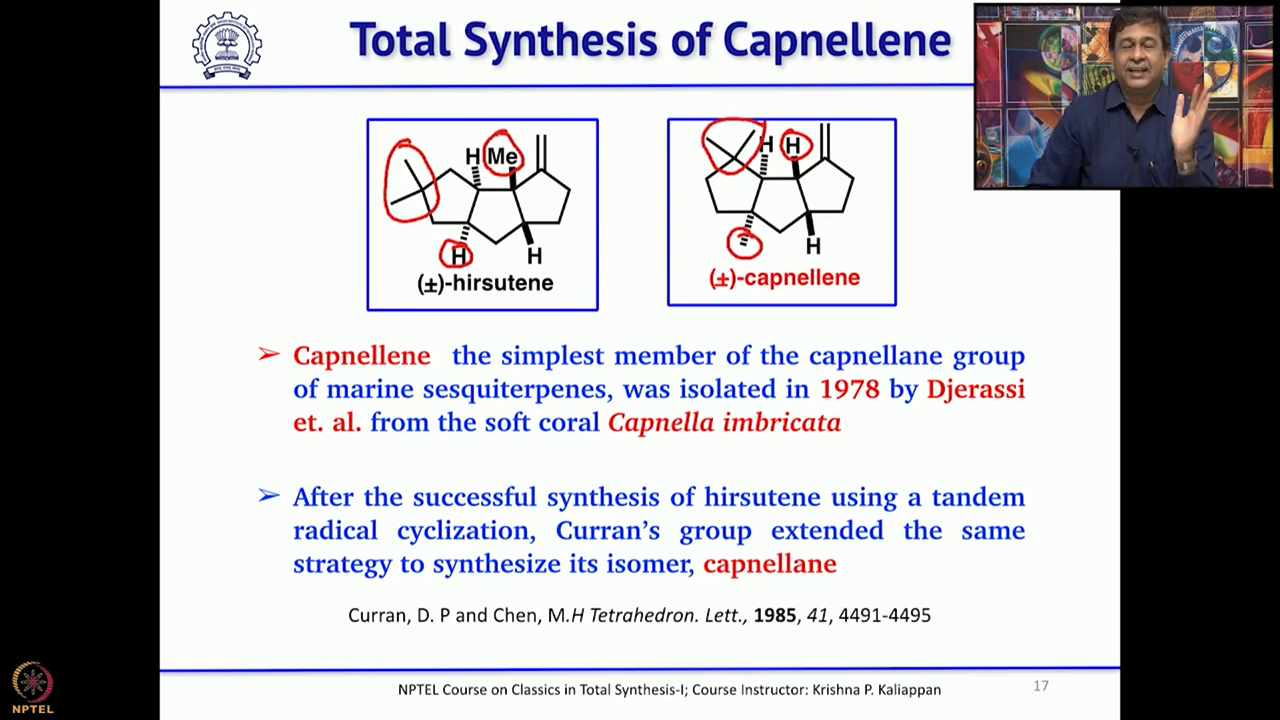 Total Synthesis of Capnellene
H Me
H H
(±)-hirsutene
H H
H
(±)-capnellene
➢ Capnellene the simplest member of the capnellane group
of marine sesquiterpenes, was isolated in 1978 by Djerassi
et. al. from the soft coral Capnella imbricata
➢ After the successful synthesis of hirsutene using a tandem
radical cyclization, Curran's group extended the same
strategy to synthesize its isomer, capnellane
Curran, D. P and Chen, M.H Tetrahedron. Lett., 1985, 41, 4491-4495
NPTEL Course on Classics in Total Synthesis-I; Course Instructor: Krishna P. Kaliappan
17
NPTEL